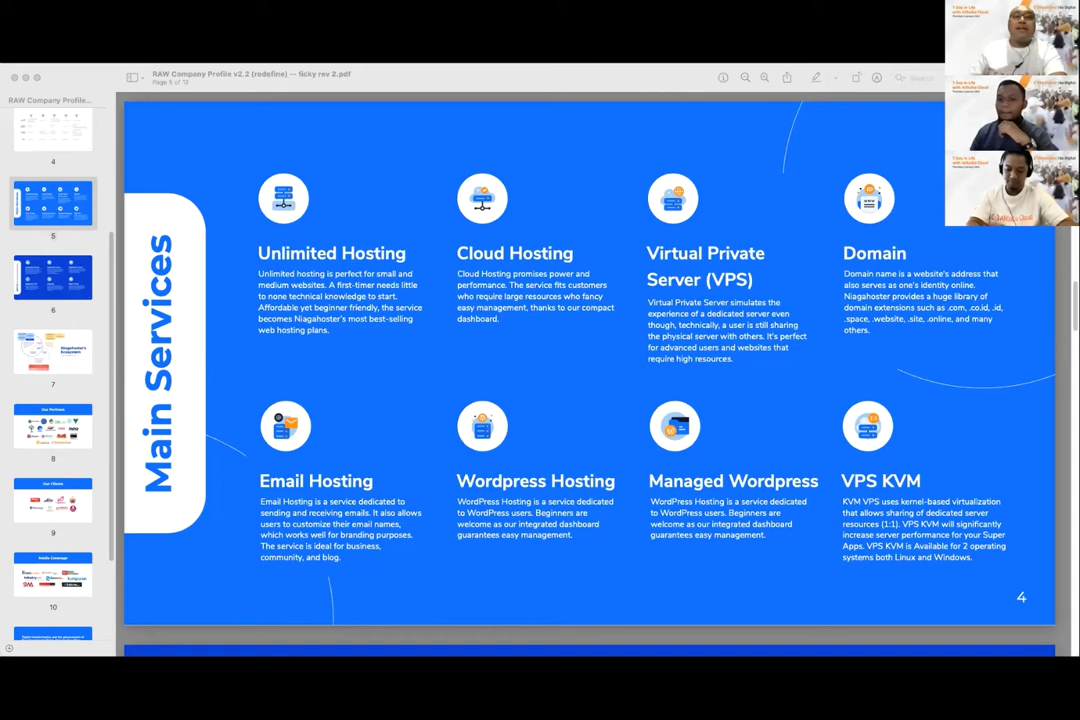 RAW Company Profile v2.2 (redefine) — ficky rev 2.pdf
Page 5 of 12
Search
RAW Company Profile...
4
5
6
7
8
9
10
Niagahoster's
Ecosystem
Our Partners
Our Clients
Media Coverage
Main Services
Unlimited Hosting
Unlimited hosting is perfect for small and
medium websites. A first-timer needs little
to none technical knowledge to start.
Affordable yet beginner friendly, the service
becomes Niagahoster's most best-selling
web hosting plans.
Cloud Hosting
Cloud Hosting promises power and
performance. The service fits customers
who require large resources who fancy
easy management, thanks to our compact
dashboard.
Virtual Private
Server (VPS)
Virtual Private Server simulates the
experience of a dedicated server even
though, technically, a user is still sharing
the physical server with others. It's perfect
for advanced users and websites that
require high resources.
Domain
Domain name is a website's address that
also serves as one's identity online.
Niagahoster provides a huge library of
domain extensions such as .com, .co.id, .id,
.space, .website, .site, .online, and many
others.
Email Hosting
Email Hosting is a service dedicated to
sending and receiving emails. It also allows
users to customize their email names,
which works well for branding purposes.
The service is ideal for business,
community, and blog.
Wordpress Hosting
WordPress Hosting is a service dedicated
to WordPress users. Beginners are
welcome as our integrated dashboard
guarantees easy management.
Managed Wordpress
WordPress Hosting is a service dedicated
to WordPress users. Beginners are
welcome as our integrated dashboard
guarantees easy management.
VPS KVM
KVM VPS uses kernel-based virtualization
that allows sharing of dedicated server
resources (1:1). VPS KVM will significantly
increase server performance for your Super
Apps. VPS KVM is Available for 2 operating
systems both Linux and Windows.
4